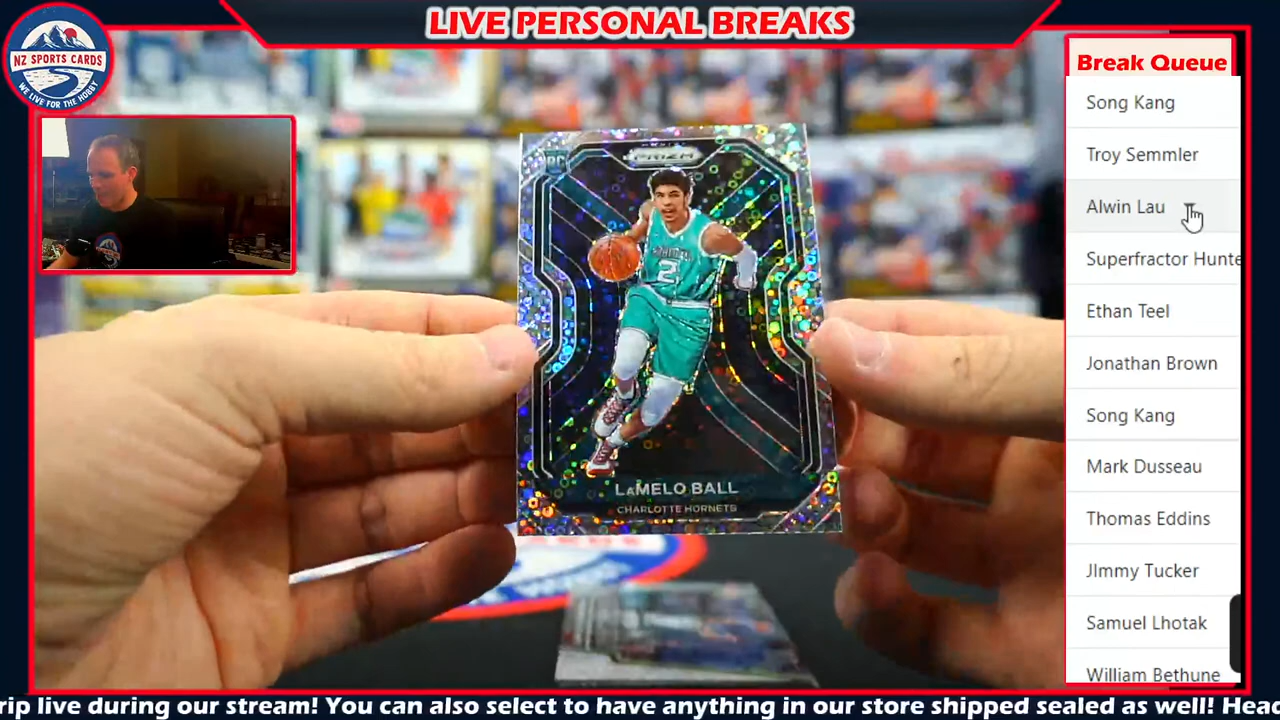 LIVE PERSONAL BREAKS
NZ SPORTS CARDS
WE LIVE FOR THE HOBBY
Break Queue
Song Kang
Troy Semmler
Alwin Lau
Superfractor Hunte
Ethan Teel
Jonathan Brown
Song Kang
Mark Dusseau
Thomas Eddins
JImmy Tucker
Samuel Lhotak
William Bethune
RC
PRIZM
2
LaMELO BALL
CHARLOTTE HORNETS
rip live during our stream! You can also select to have anything in our store shipped sealed as well! Head